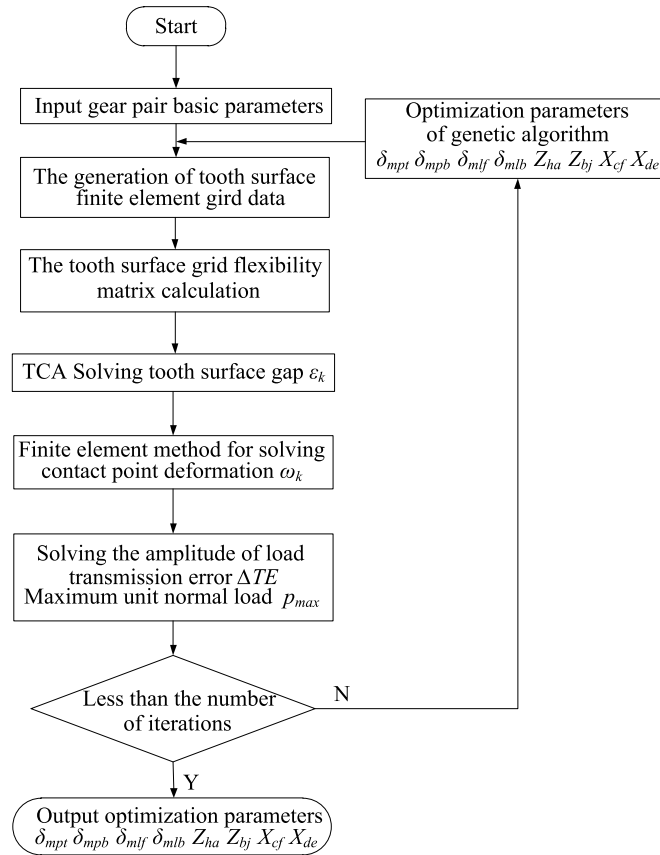 Start
Input gear pair basic parameters
Optimization parameters
of genetic algorithm
δmpt δmpb δmlf δmlb Zha Zbj Xcf Xde
The generation of tooth surface
finite element gird data
The tooth surface grid flexibility
matrix calculation
TCA Solving tooth surface gap εk
Finite element method for solving
contact point deformation ωk
Solving the amplitude of load
transmission error ΔTE
Maximum unit normal load pmax
Less than the number
of iterations
N
Y
Output optimization parameters
δmpt δmpb δmlf δmlb Zha Zbj Xcf Xde